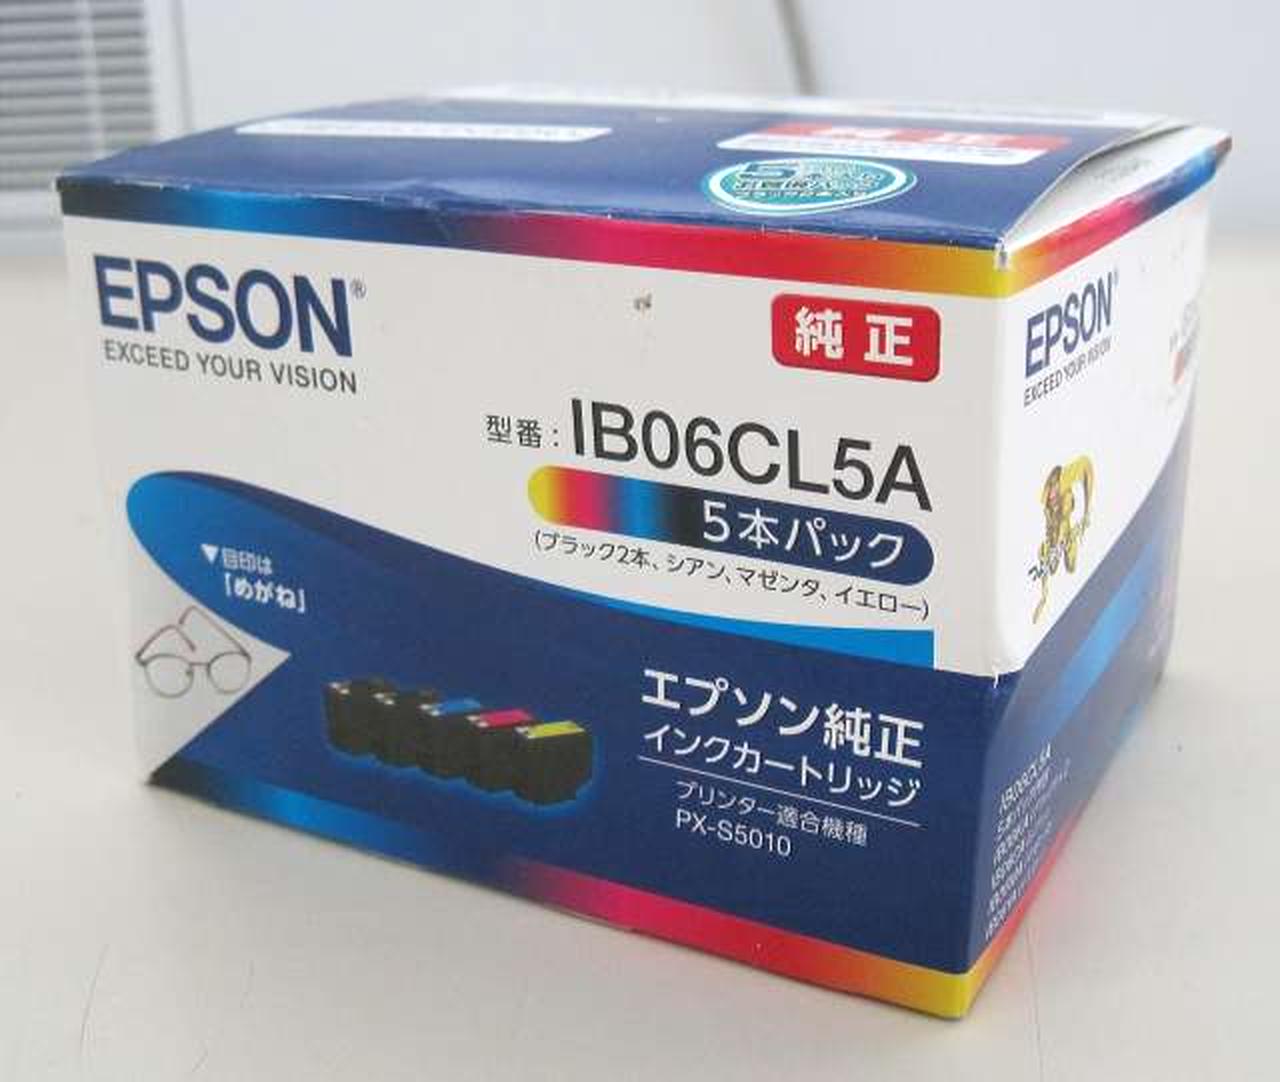 EPSON®
EXCEED YOUR VISION
純正
型番：IB06CL5A
5本パック
(ブラック2本、シアン、マゼンタ、イエロー)
▼目印は
「めがね」
エプソン純正
インクカートリッジ
プリンター適合機種
PX-S5010
EPSON
EXCEED YOUR VISION
IB06CL5A